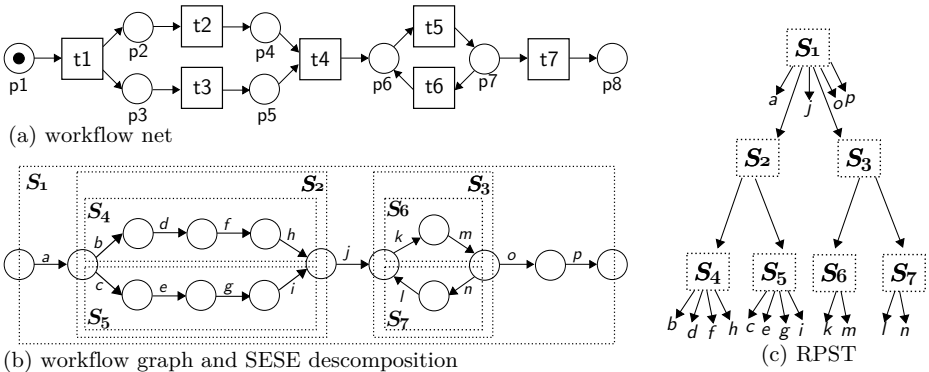 t1
p2
t2
p4
t4
t5
p1
p3
t3
p5
p6
t6
p7
t7
p8
(a) workflow net
S1
S2
S3
S4
S6
a
b
d
f
h
j
k
m
o
p
c
e
g
i
l
n
S5
S7
(b) workflow graph and SESE descomposition
S1
a
j
o
p
S2
S3
S4
S5
S6
S7
b
d
f
h
c
e
g
i
k
m
l
n
(c) RPST